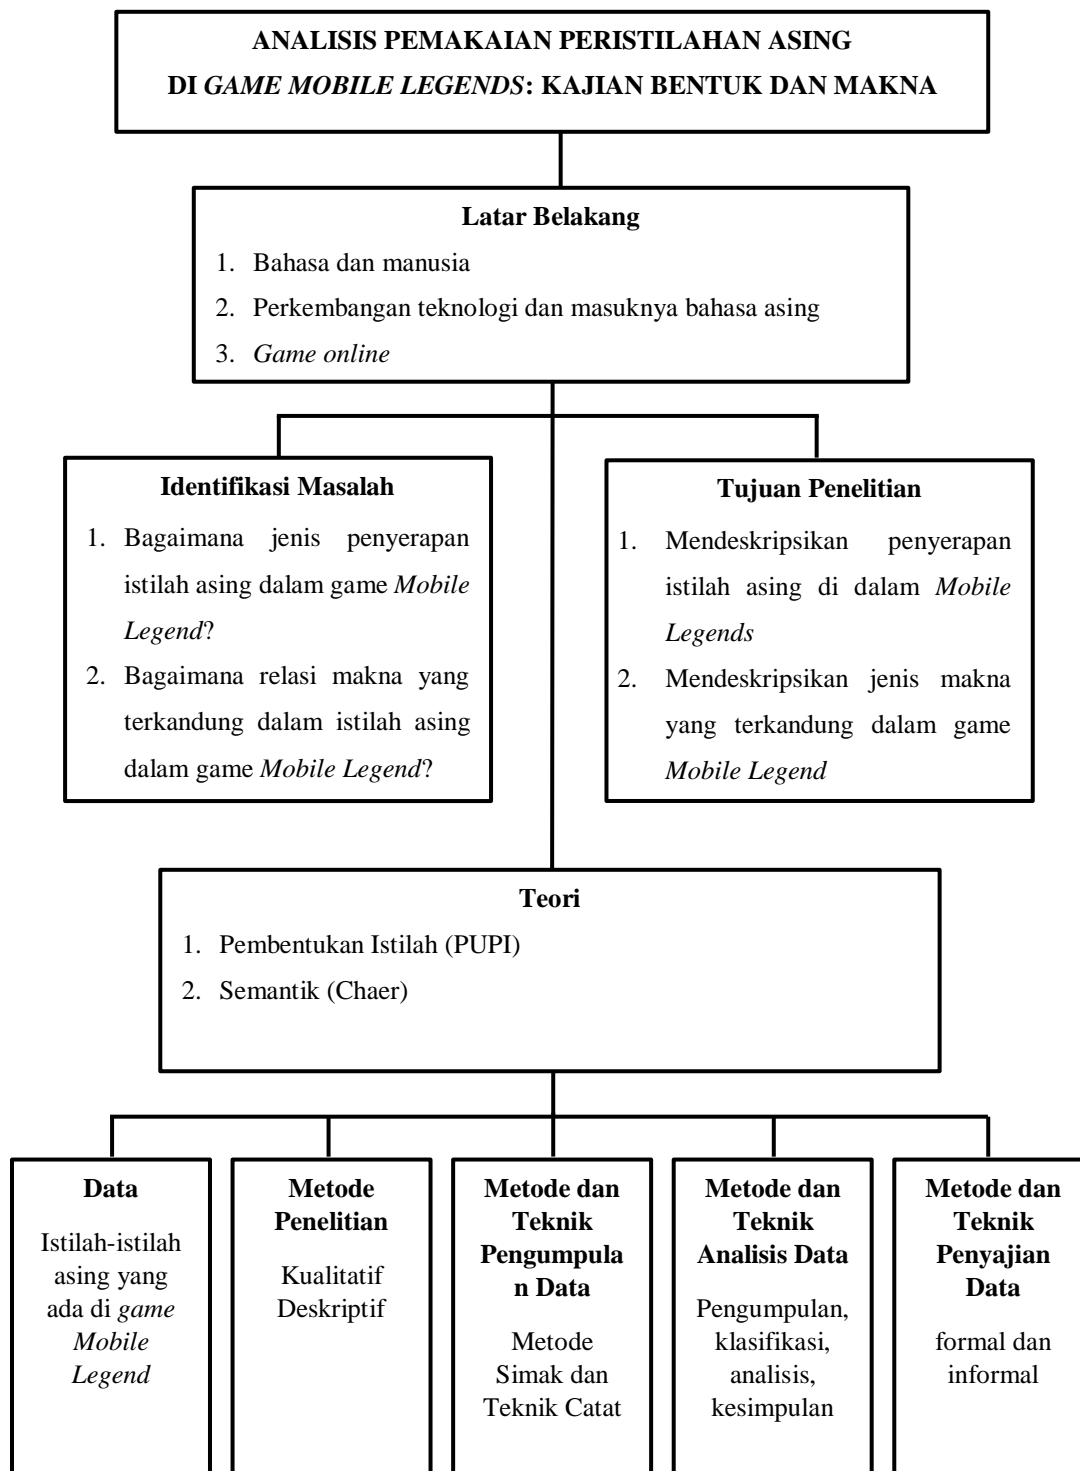 ANALISIS PEMAKAIAN PERISTILAHAN ASING
DI GAME MOBILE LEGENDS: KAJIAN BENTUK DAN MAKNA
Latar Belakang
1. Bahasa dan manusia
2. Perkembangan teknologi dan masuknya bahasa asing
3. Game online
Identifikasi Masalah
1. Bagaimana jenis penyerapan
istilah asing dalam game Mobile
Legend?
2. Bagaimana relasi makna yang
terkandung dalam istilah asing
dalam game Mobile Legend?
Tujuan Penelitian
1. Mendeskripsikan penyerapan
istilah asing di dalam Mobile
Legends
2. Mendeskripsikan jenis makna
yang terkandung dalam game
Mobile Legend
Teori
1. Pembentukan Istilah (PUPI)
2. Semantik (Chaer)
Data
Istilah-istilah
asing yang
ada di game
Mobile
Legend
Metode
Penelitian
Kualitatif
Deskriptif
Metode dan
Teknik
Pengumpula
n Data
Metode
Simak dan
Teknik Catat
Metode dan
Teknik
Analisis Data
Pengumpulan,
klasifikasi,
analisis,
kesimpulan
Metode dan
Teknik
Penyajian
Data
formal dan
informal